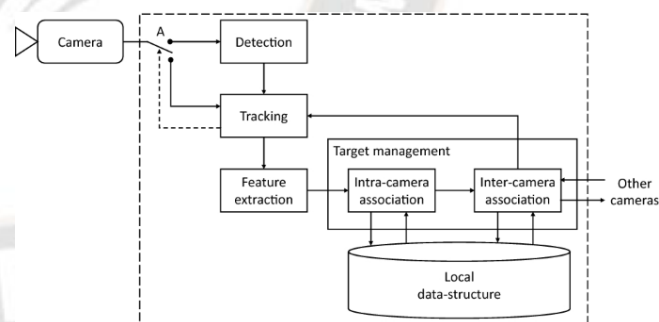 A
Camera
Detection
Tracking
Target management
Feature
extraction
Intra-camera
association
Inter-camera
association
Other
cameras
Local
data-structure